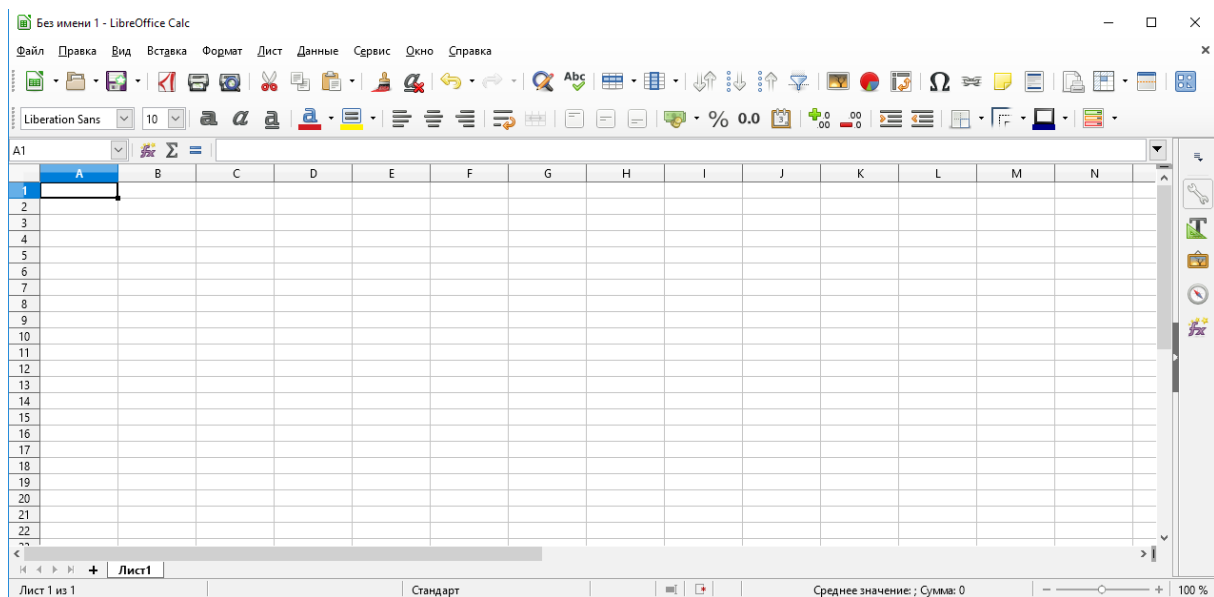 Без имени 1 - LibreOffice Calc
Файл Правка Вид Вставка Формат Лист Данные Сервис Окно Справка
Abc
Liberation Sans 10 a a a a % 0.0
A1 fx Σ =
A B C D E F G H I J K L M N
1
2
3
4
5
6
7
8
9
10
11
12
13
14
15
16
17
18
19
20
21
22
Лист1
Лист 1 из 1 Стандарт Среднее значение: ; Сумма: 0 100 %